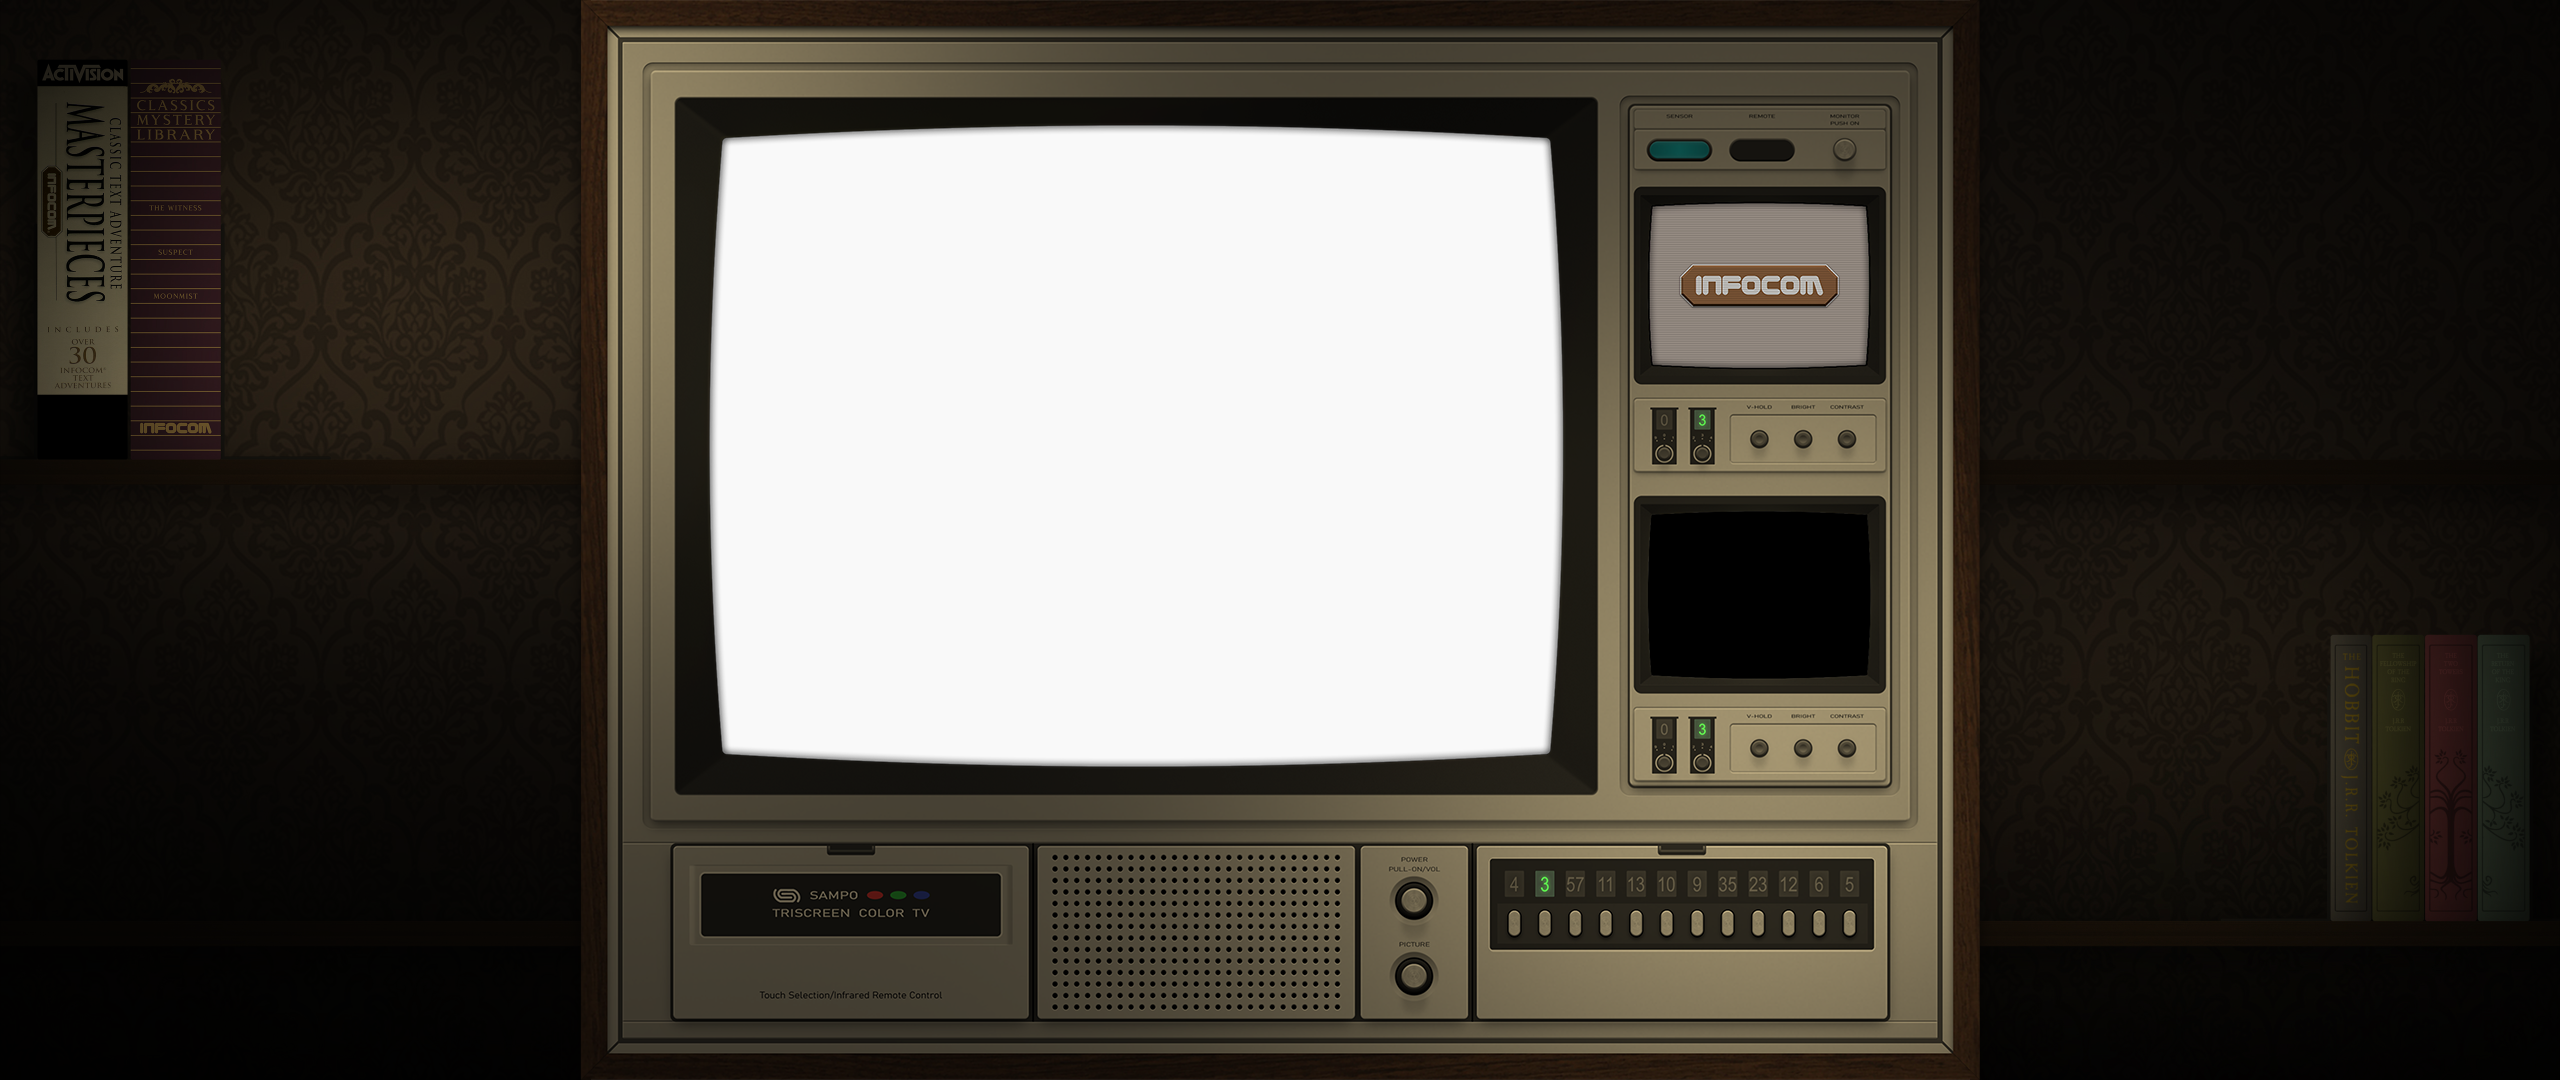 ACTIVISION
CLASSIC TEXT ADVENTURE
MASTERPIECES
INFOCOM
INCLUDES
OVER
30
INFOCOM®
TEXT
ADVENTURES
CLASSICS
MYSTERY
LIBRARY
THE WITNESS
SUSPECT
MOONMIST
INFOCOM
SENSOR
REMOTE
MONITOR
PUSH ON
INFOCOM
0 3
V-HOLD BRIGHT CONTRAST
0 3
V-HOLD BRIGHT CONTRAST
SAMPO
TRISCREEN COLOR TV
Touch Selection/Infrared Remote Control
POWER
PULL-ON/VOL
PICTURE
4 3 57 11 13 10 9 35 23 12 6 5
THE HOBBIT J.R.R. TOLKIEN